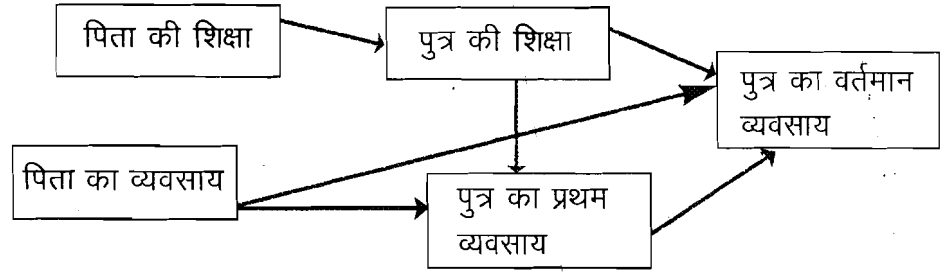 पिता की शिक्षा
पुत्र की शिक्षा
पुत्र का वर्तमान
व्यवसाय
पिता का व्यवसाय
पुत्र का प्रथम
व्यवसाय